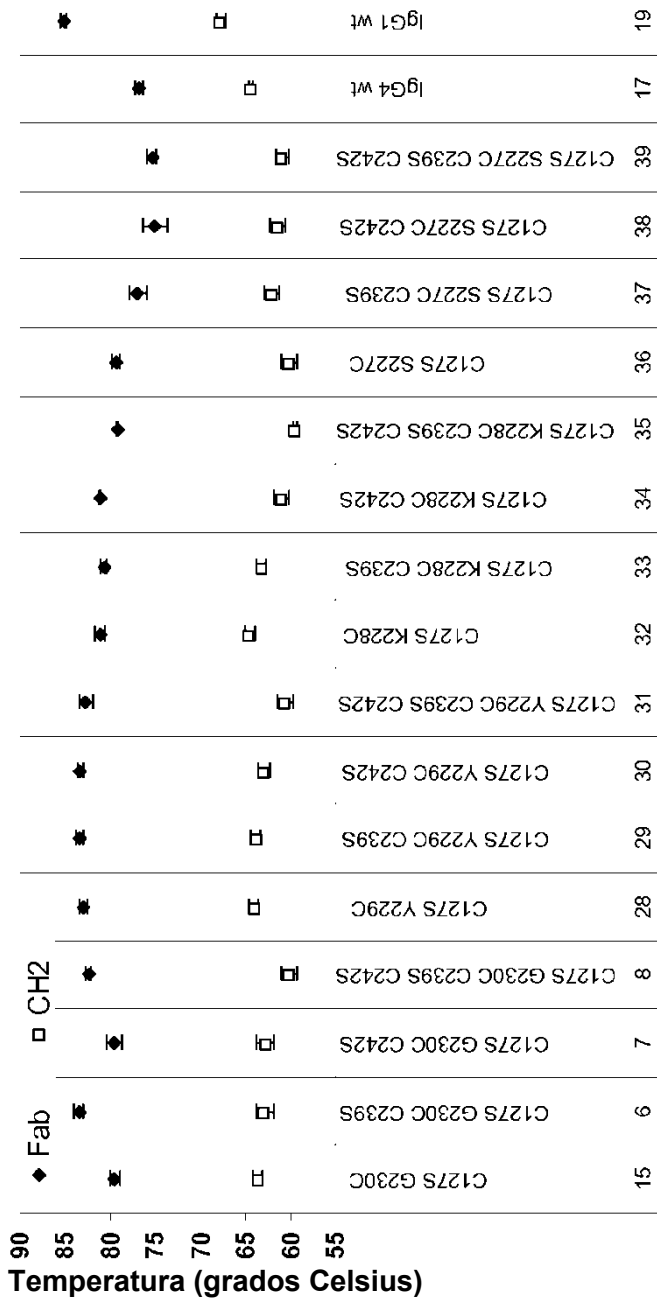 Fab CH2
90
85
80
75
70
65
60
55
Temperatura (grados Celsius)
C127S G230C
C127S G230C C239S
C127S G230C C242S
C127S G230C C239S C242S
C127S Y229C
C127S Y229C C239S
C127S Y229C C242S
C127S Y229C C239S C242S
C127S K228C
C127S K228C C239S
C127S K228C C242S
C127S K228C C239S C242S
C127S S227C
C127S S227C C239S
C127S S227C C242S
C127S S227C C239S C242S
IgG4 wt
IgG1 wt
15
6
7
8
28
29
30
31
32
33
34
35
36
37
38
39
17
19